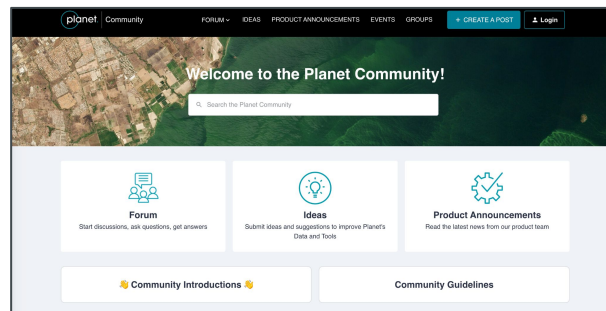 planet. Community
FORUM IDEAS PRODUCT ANNOUNCEMENTS EVENTS GROUPS + CREATE A POST Login
Welcome to the Planet Community!
Search the Planet Community
Forum
Start discussions, ask questions, get answers
Ideas
Submit ideas and suggestions to improve Planet's
Data and Tools
Product Announcements
Read the latest news from our product team
👋 Community Introductions 👋
Community Guidelines